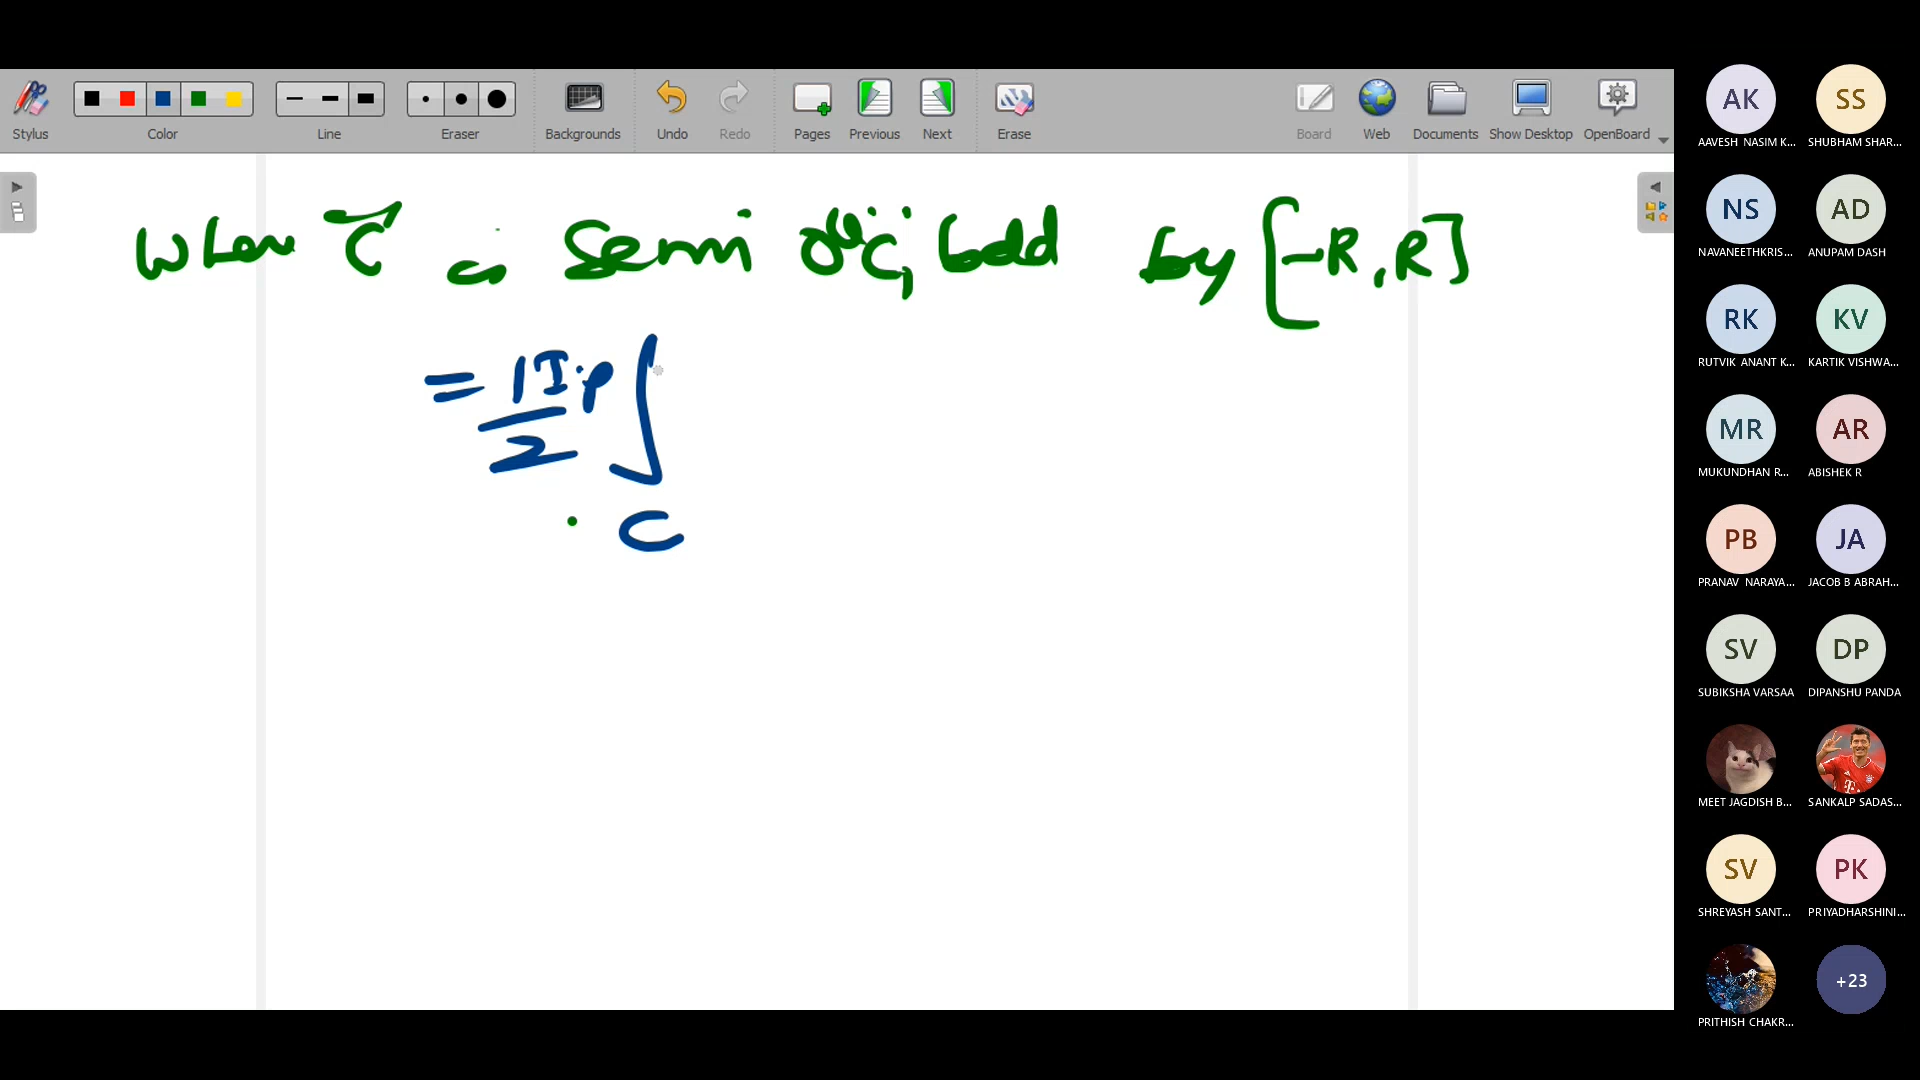 Stylus Color Line Eraser Backgrounds Undo Redo Pages Previous Next Erase Board Web Documents Show Desktop OpenBoard
where C is semi bdd by [-R, R]
= 1/2 I.p ∫
C
AK SS
AAVESH NASIM K... SHUBHAM SHAR...
NS AD
NAVANEETHKRIS... ANUPAM DASH
RK KV
RUTVIK ANANT K... KARTIK VISHWA...
MR AR
MUKUNDHAN R... ABISHEK R
PB JA
PRANAV NARAYA... JACOB B ABRAH...
SV DP
SUBIKSHA VARSAA DIPANSHU PANDA
MEET JAGDISH B... SANKALP SADAS...
SV PK
SHREYASH SANT... PRIYADHARSHINI...
+23
PRITHISH CHAKR...